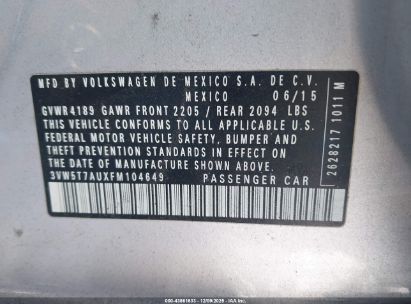 MFD BY VOLKSWAGEN DE MEXICO S.A. DE C.V.
MEXICO 06/15
GVWR4189 GAWR FRONT 2205 / REAR 2094 LBS
THIS VEHICLE CONFORMS TO ALL APPLICABLE U.S.
FEDERAL MOTOR VEHICLE SAFETY, BUMPER, AND
THEFT PREVENTION STANDARDS IN EFFECT ON THE
DATE OF MANUFACTURE SHOWN ABOVE.
3VW5T7AUXFM104649 PASSENGER CAR
2628217 1011 M